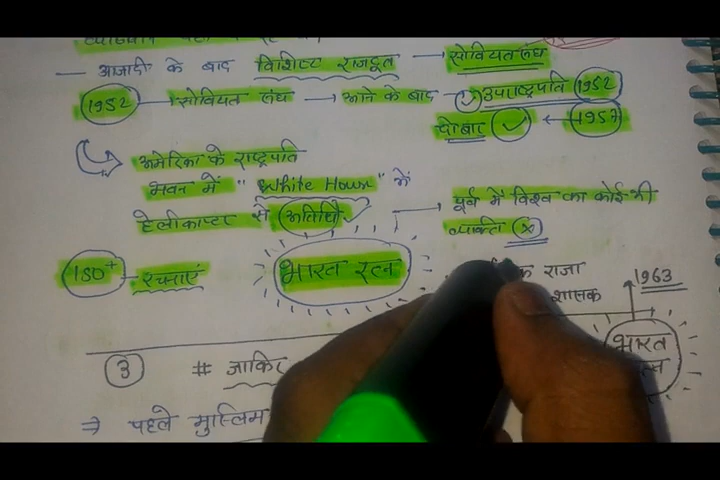 — आजादी के बाद विशिष्ट राजदूत → सोवियत संघ
1952 — सोवियत संघ → आने के बाद — उपराष्ट्रपति 1952
दोबारा ✓ ← 1957
अमेरिका के राष्ट्रपति
भवन में "White House" में
हेलीकाप्टर से अतिथि
पूर्व में विश्व का कोई भी
व्यक्ति ×
150+ — रचनाएं
भारत रत्न
राजा
शासक
1963
भारत
रत्न
3 # जाकिर
⇒ पहले मुस्लिम